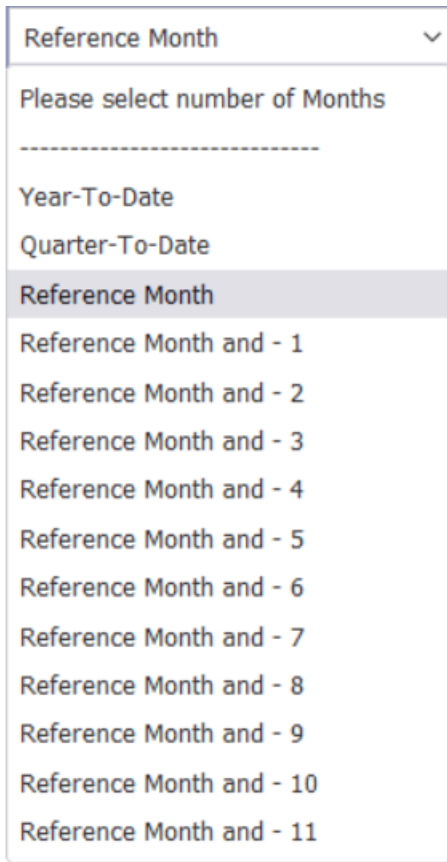 Reference Month
Please select number of Months
------------------------------
Year-To-Date
Quarter-To-Date
Reference Month
Reference Month and - 1
Reference Month and - 2
Reference Month and - 3
Reference Month and - 4
Reference Month and - 5
Reference Month and - 6
Reference Month and - 7
Reference Month and - 8
Reference Month and - 9
Reference Month and - 10
Reference Month and - 11